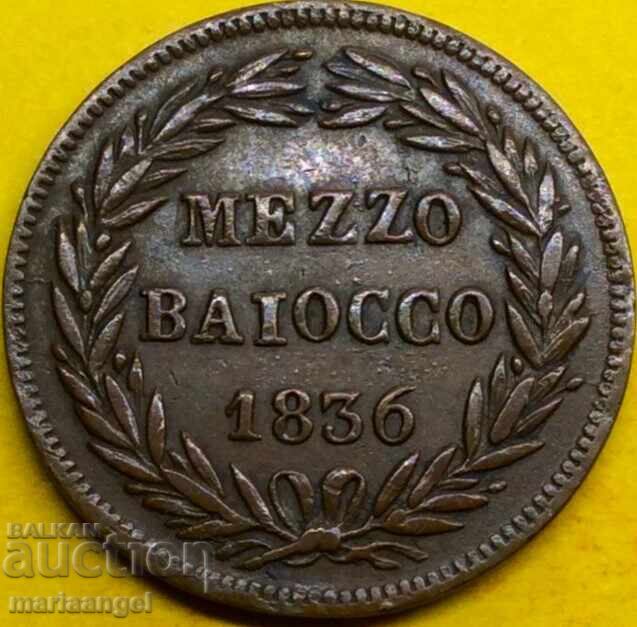 MEZZO
BAIOCCO
1836
BALKAN
auction
mariaangel